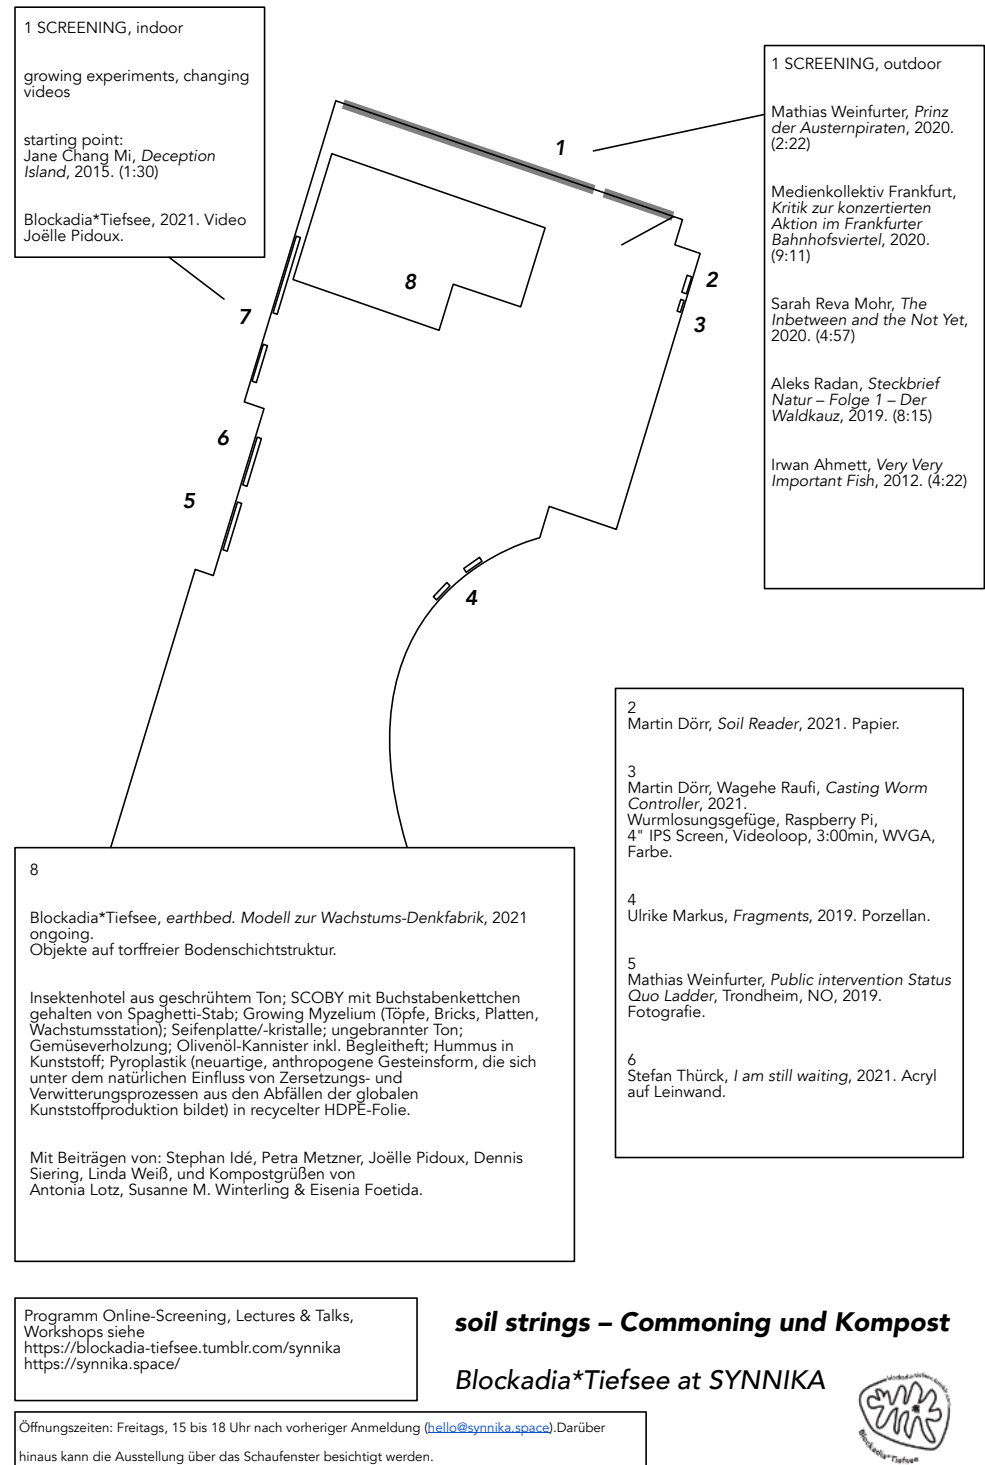 1 SCREENING, indoor
growing experiments, changing
videos
starting point:
Jane Chang Mi, Deception
Island, 2015. (1:30)
Blockadia*Tiefsee, 2021. Video
Joëlle Pidoux.
1 SCREENING, outdoor
Mathias Weinfurter, Prinz
der Austernpiraten, 2020.
(2:22)
Medienkollektiv Frankfurt,
Kritik zur konzertierten
Aktion im Frankfurter
Bahnhofsviertel, 2020.
(9:11)
Sarah Reva Mohr, The
Inbetween and the Not Yet,
2020. (4:57)
Aleks Radan, Steckbrief
Natur – Folge 1 – Der
Waldkauz, 2019. (8:15)
Irwan Ahmett, Very Very
Important Fish, 2012. (4:22)
1
2
3
8
7
6
5
4
2
Martin Dörr, Soil Reader, 2021. Papier.
3
Martin Dörr, Wagehe Raufi, Casting Worm
Controller, 2021.
Wurmlosungsgefüge, Raspberry Pi,
4" IPS Screen, Videoloop, 3:00min, WVGA,
Farbe.
4
Ulrike Markus, Fragments, 2019. Porzellan.
5
Mathias Weinfurter, Public intervention Status
Quo Ladder, Trondheim, NO, 2019.
Fotografie.
6
Stefan Thürck, I am still waiting, 2021. Acryl
auf Leinwand.
8
Blockadia*Tiefsee, earthbed. Modell zur Wachstums-Denkfabrik, 2021
ongoing.
Objekte auf torffreier Bodenschichtstruktur.
Insektenhotel aus geschrühtem Ton; SCOBY mit Buchstabenkettchen
gehalten von Spaghetti-Stab; Growing Myzelium (Töpfe, Bricks, Platten,
Wachstumsstation); Seifenplatte/-kristalle; ungebrannter Ton;
Gemüseverholzung; Olivenöl-Kannister inkl. Begleitheft; Hummus in
Kunststoff; Pyroplastik (neuartige, anthropogene Gesteinsform, die sich
unter dem natürlichen Einfluss von Zersetzungs- und
Verwitterungsprozessen aus den Abfällen der globalen
Kunststoffproduktion bildet) in recycelter HDPE-Folie.
Mit Beiträgen von: Stephan Idé, Petra Metzner, Joëlle Pidoux, Dennis
Siering, Linda Weiß, und Kompostgrüßen von
Antonia Lotz, Susanne M. Winterling & Eisenia Foetida.
Programm Online-Screening, Lectures & Talks,
Workshops siehe
https://blockadia-tiefsee.tumblr.com/synnika
https://synnika.space/
soil strings – Commoning und Kompost
Blockadia*Tiefsee at SYNNIKA
Öffnungszeiten: Freitags, 15 bis 18 Uhr nach vorheriger Anmeldung (hello@synnika.space).Darüber
hinaus kann die Ausstellung über das Schaufenster besichtigt werden.
Blockadia*Tiefsee